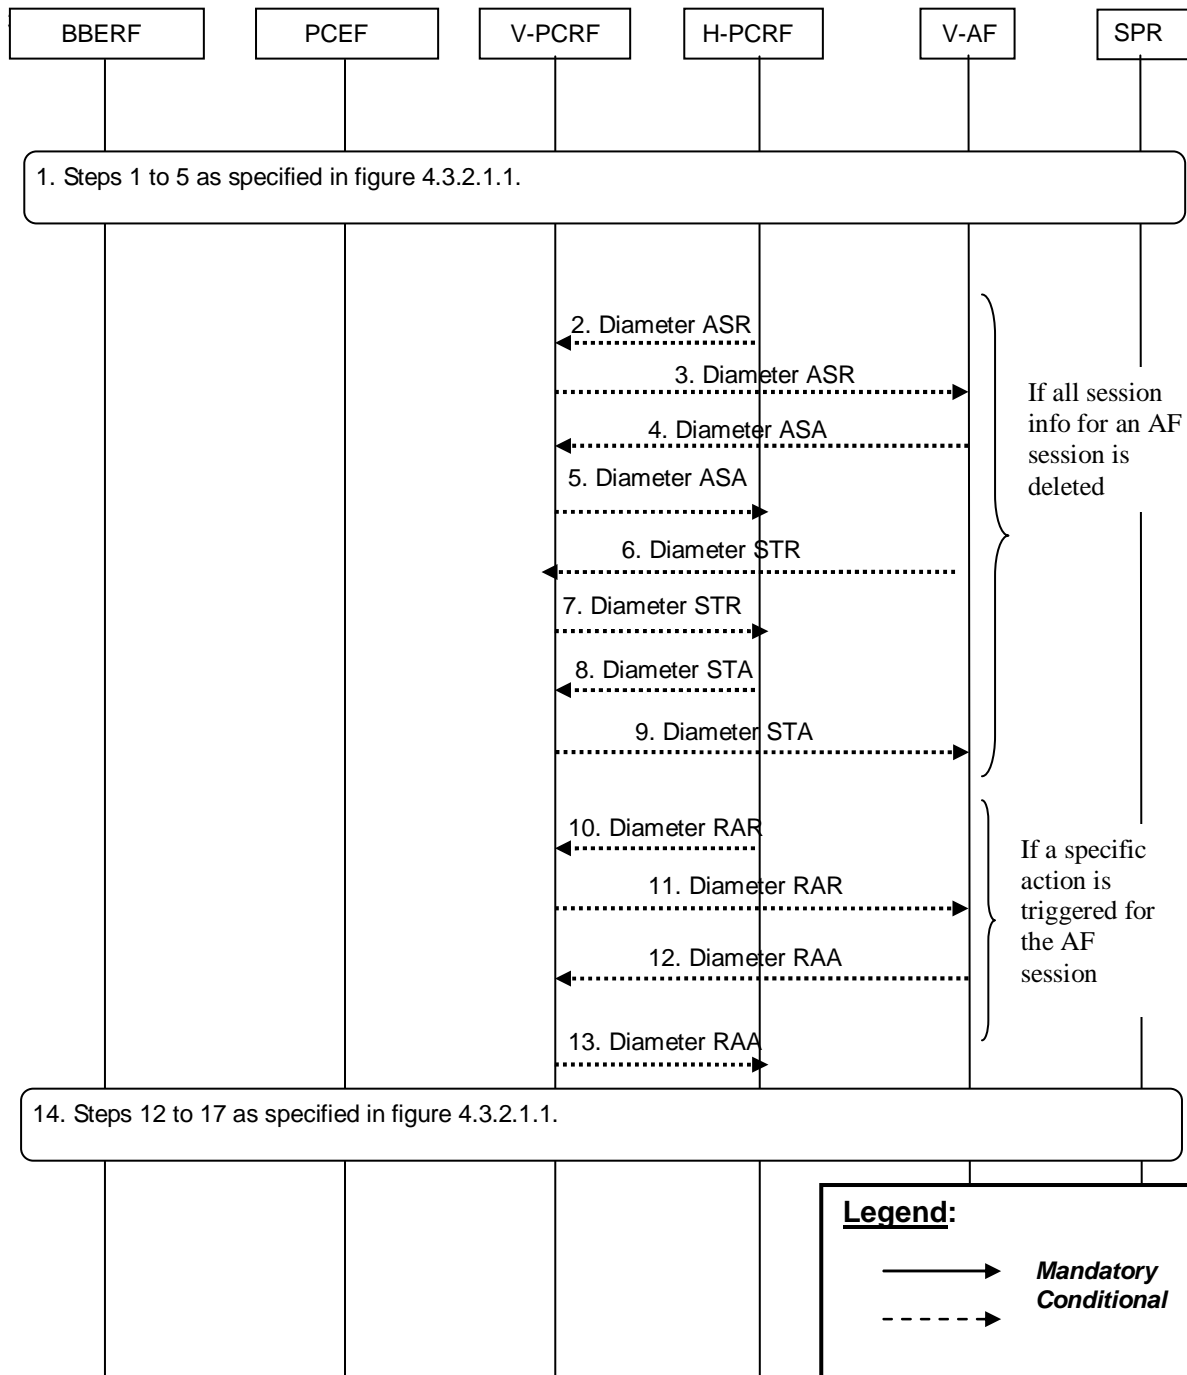 BBERF PCEF V-PCRF H-PCRF V-AF SPR
1. Steps 1 to 5 as specified in figure 4.3.2.1.1.
2. Diameter ASR
3. Diameter ASR
4. Diameter ASA
5. Diameter ASA
6. Diameter STR
7. Diameter STR
8. Diameter STA
9. Diameter STA
If all session
info for an AF
session is
deleted
10. Diameter RAR
11. Diameter RAR
12. Diameter RAA
13. Diameter RAA
If a specific
action is
triggered for
the AF
session
14. Steps 12 to 17 as specified in figure 4.3.2.1.1.
Legend:
Mandatory
Conditional